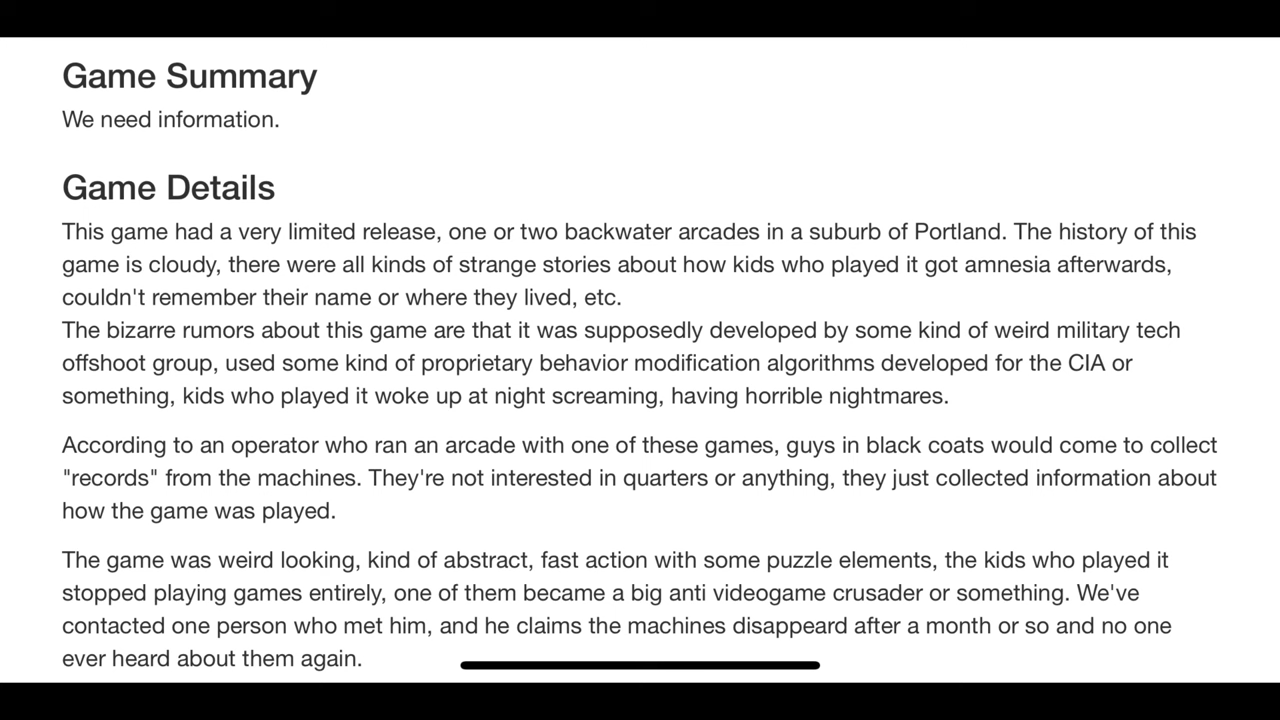 Game Summary
We need information.
Game Details
This game had a very limited release, one or two backwater arcades in a suburb of Portland. The history of this
game is cloudy, there were all kinds of strange stories about how kids who played it got amnesia afterwards,
couldn't remember their name or where they lived, etc.
The bizarre rumors about this game are that it was supposedly developed by some kind of weird military tech
offshoot group, used some kind of proprietary behavior modification algorithms developed for the CIA or
something, kids who played it woke up at night screaming, having horrible nightmares.
According to an operator who ran an arcade with one of these games, guys in black coats would come to collect
"records" from the machines. They're not interested in quarters or anything, they just collected information about
how the game was played.
The game was weird looking, kind of abstract, fast action with some puzzle elements, the kids who played it
stopped playing games entirely, one of them became a big anti videogame crusader or something. We've
contacted one person who met him, and he claims the machines disappeard after a month or so and no one
ever heard about them again.